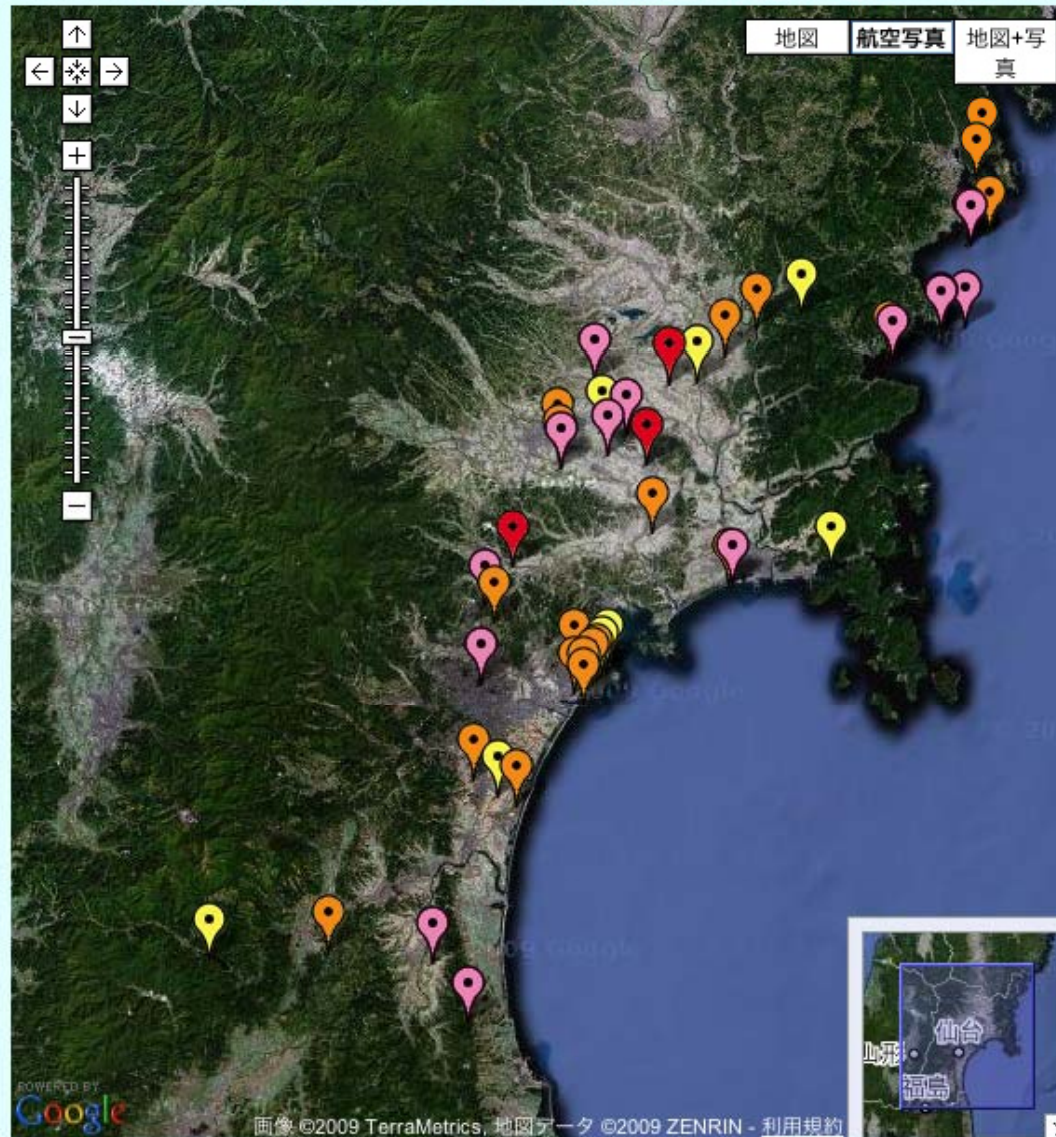 地図
航空写真
地図+写
真
仙台
山形
福島
POWERED BY
Google
画像 ©2009 TerraMetrics, 地図データ ©2009 ZENRIN - 利用規約